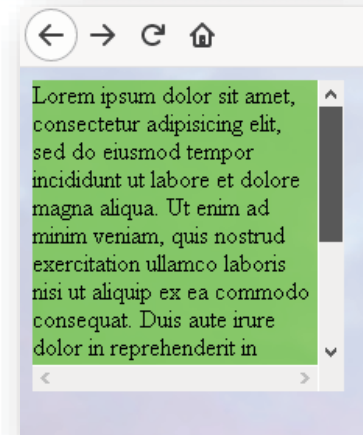 Lorem ipsum dolor sit amet,
consectetur adipisicing elit,
sed do eiusmod tempor
incididunt ut labore et dolore
magna aliqua. Ut enim ad
minim veniam, quis nostrud
exercitation ullamco laboris
nisi ut aliquip ex ea commodo
consequat. Duis aute irure
dolor in reprehenderit in